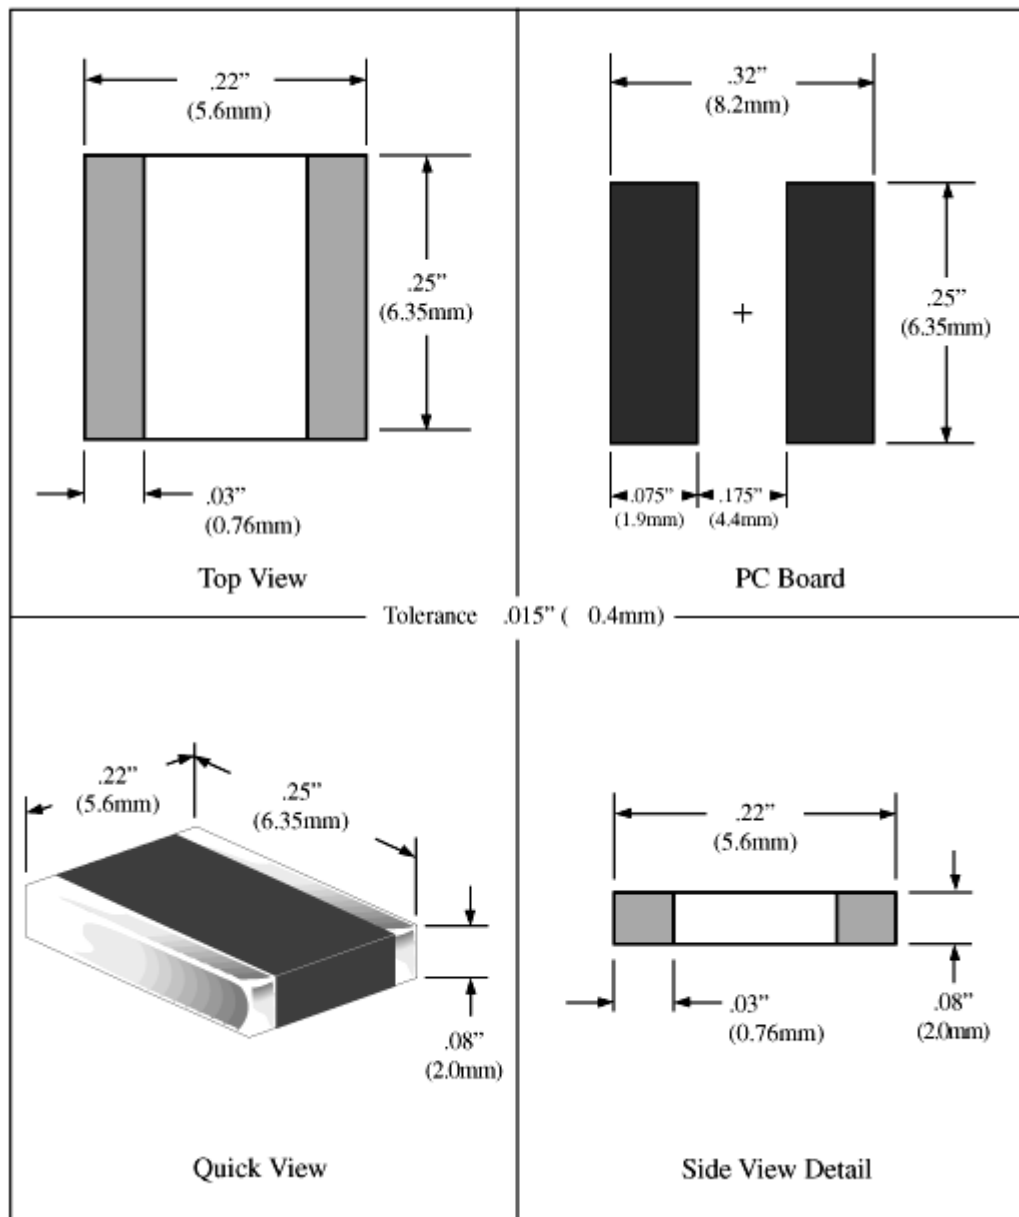 .22”
(5.6mm)
.25”
(6.35mm)
.03”
(0.76mm)
Top View
.32”
(8.2mm)
+
.25”
(6.35mm)
.075” .175”
(1.9mm) (4.4mm)
PC Board
Tolerance .015” ( 0.4mm)
.22”
(5.6mm)
.25”
(6.35mm)
.08”
(2.0mm)
Quick View
.22”
(5.6mm)
.03”
(0.76mm)
.08”
(2.0mm)
Side View Detail